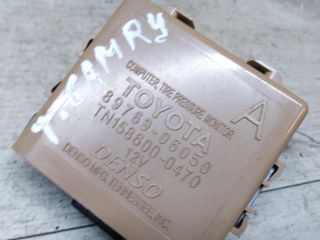 T. CAMRY
A
COMPUTER, TIRE PRESSURE MONITOR
TOYOTA
89769-06050
TN158600-0470
12V
DENSO
DENSO MFG. TENNESSEE, INC.